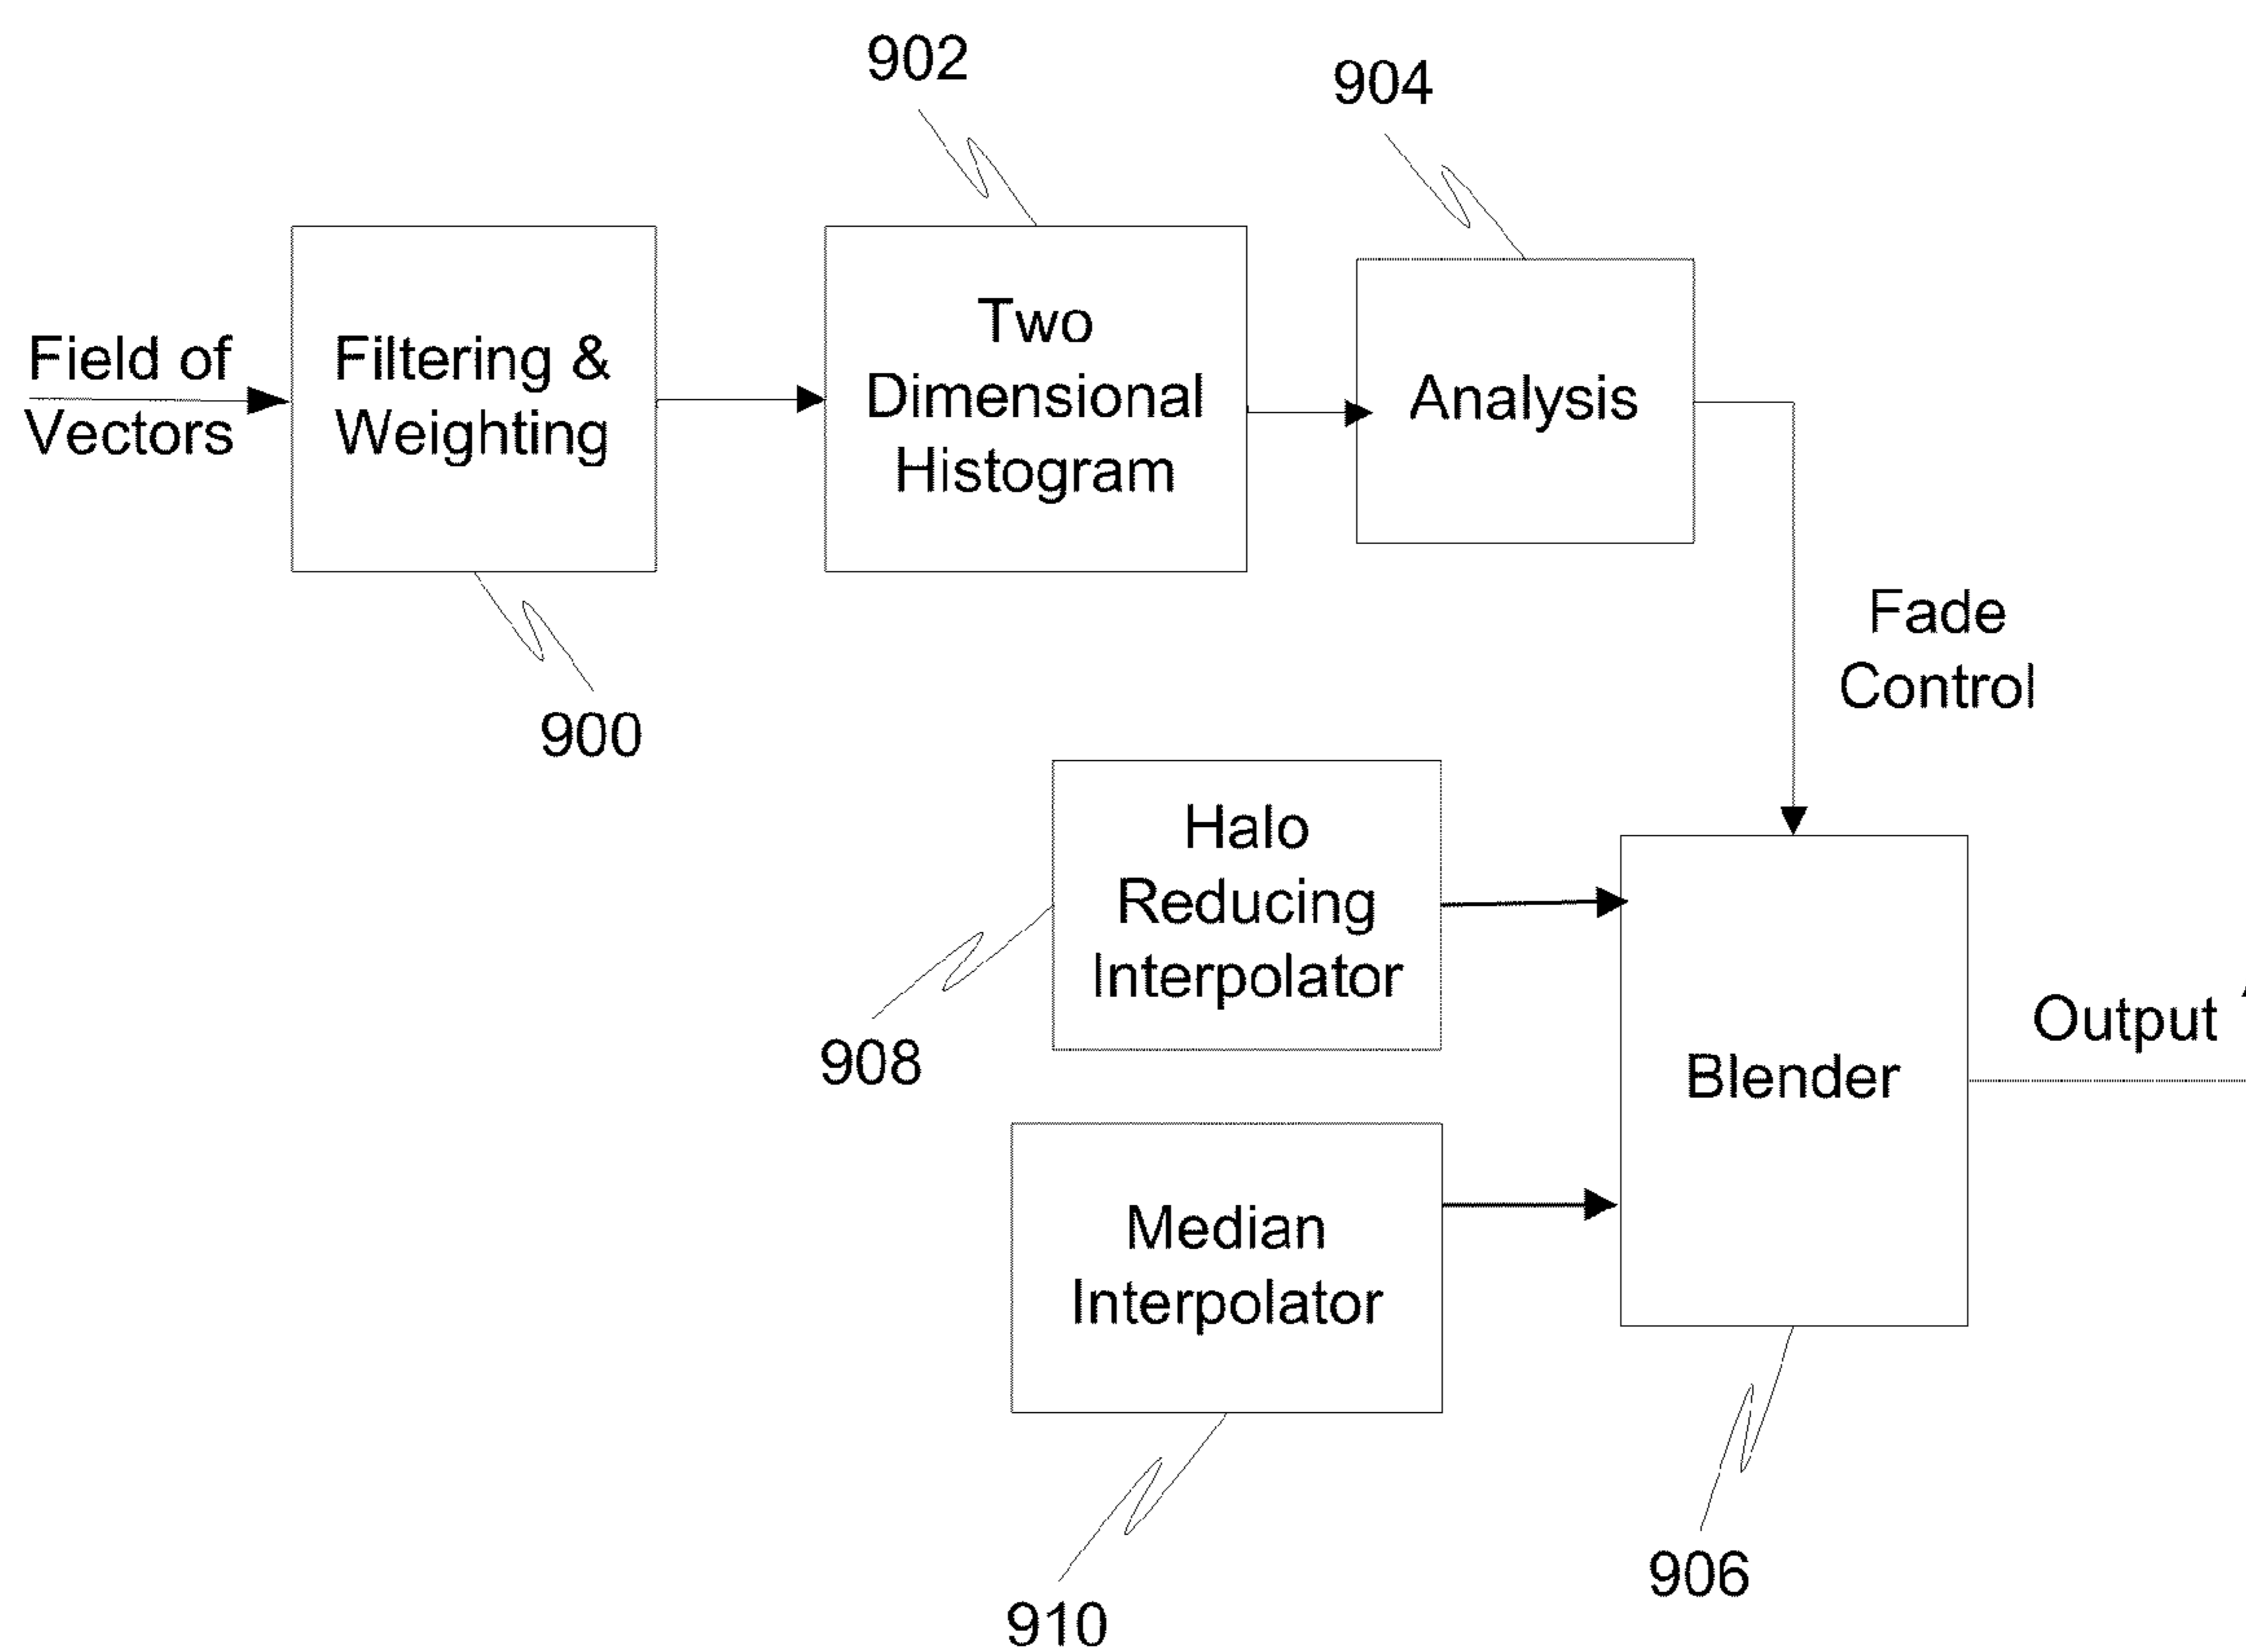 902
904
Field of
Vectors
Filtering &
Weighting
Two
Dimensional
Histogram
Analysis
900
Fade
Control
Halo
Reducing
Interpolator
908
Output
Blender
Median
Interpolator
906
910